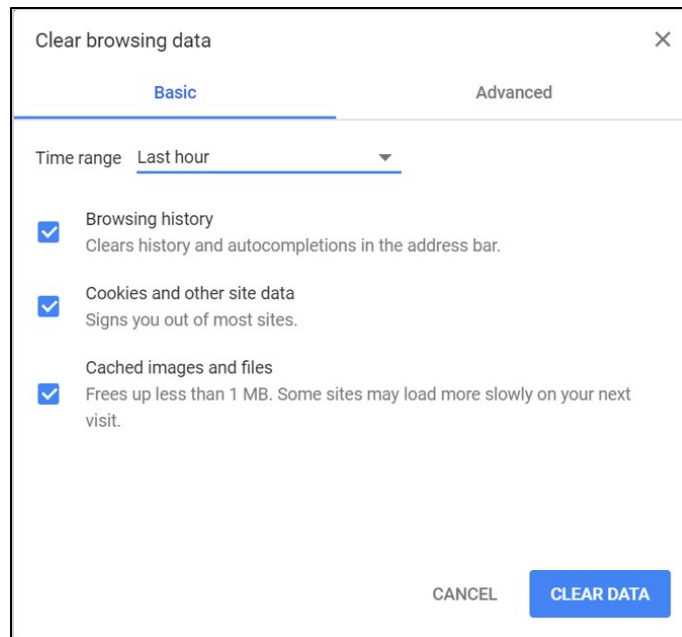 Clear browsing data
Basic
Advanced
Time range Last hour
Browsing history
Clears history and autocompletions in the address bar.
Cookies and other site data
Signs you out of most sites.
Cached images and files
Frees up less than 1 MB. Some sites may load more slowly on your next
visit.
CANCEL
CLEAR DATA